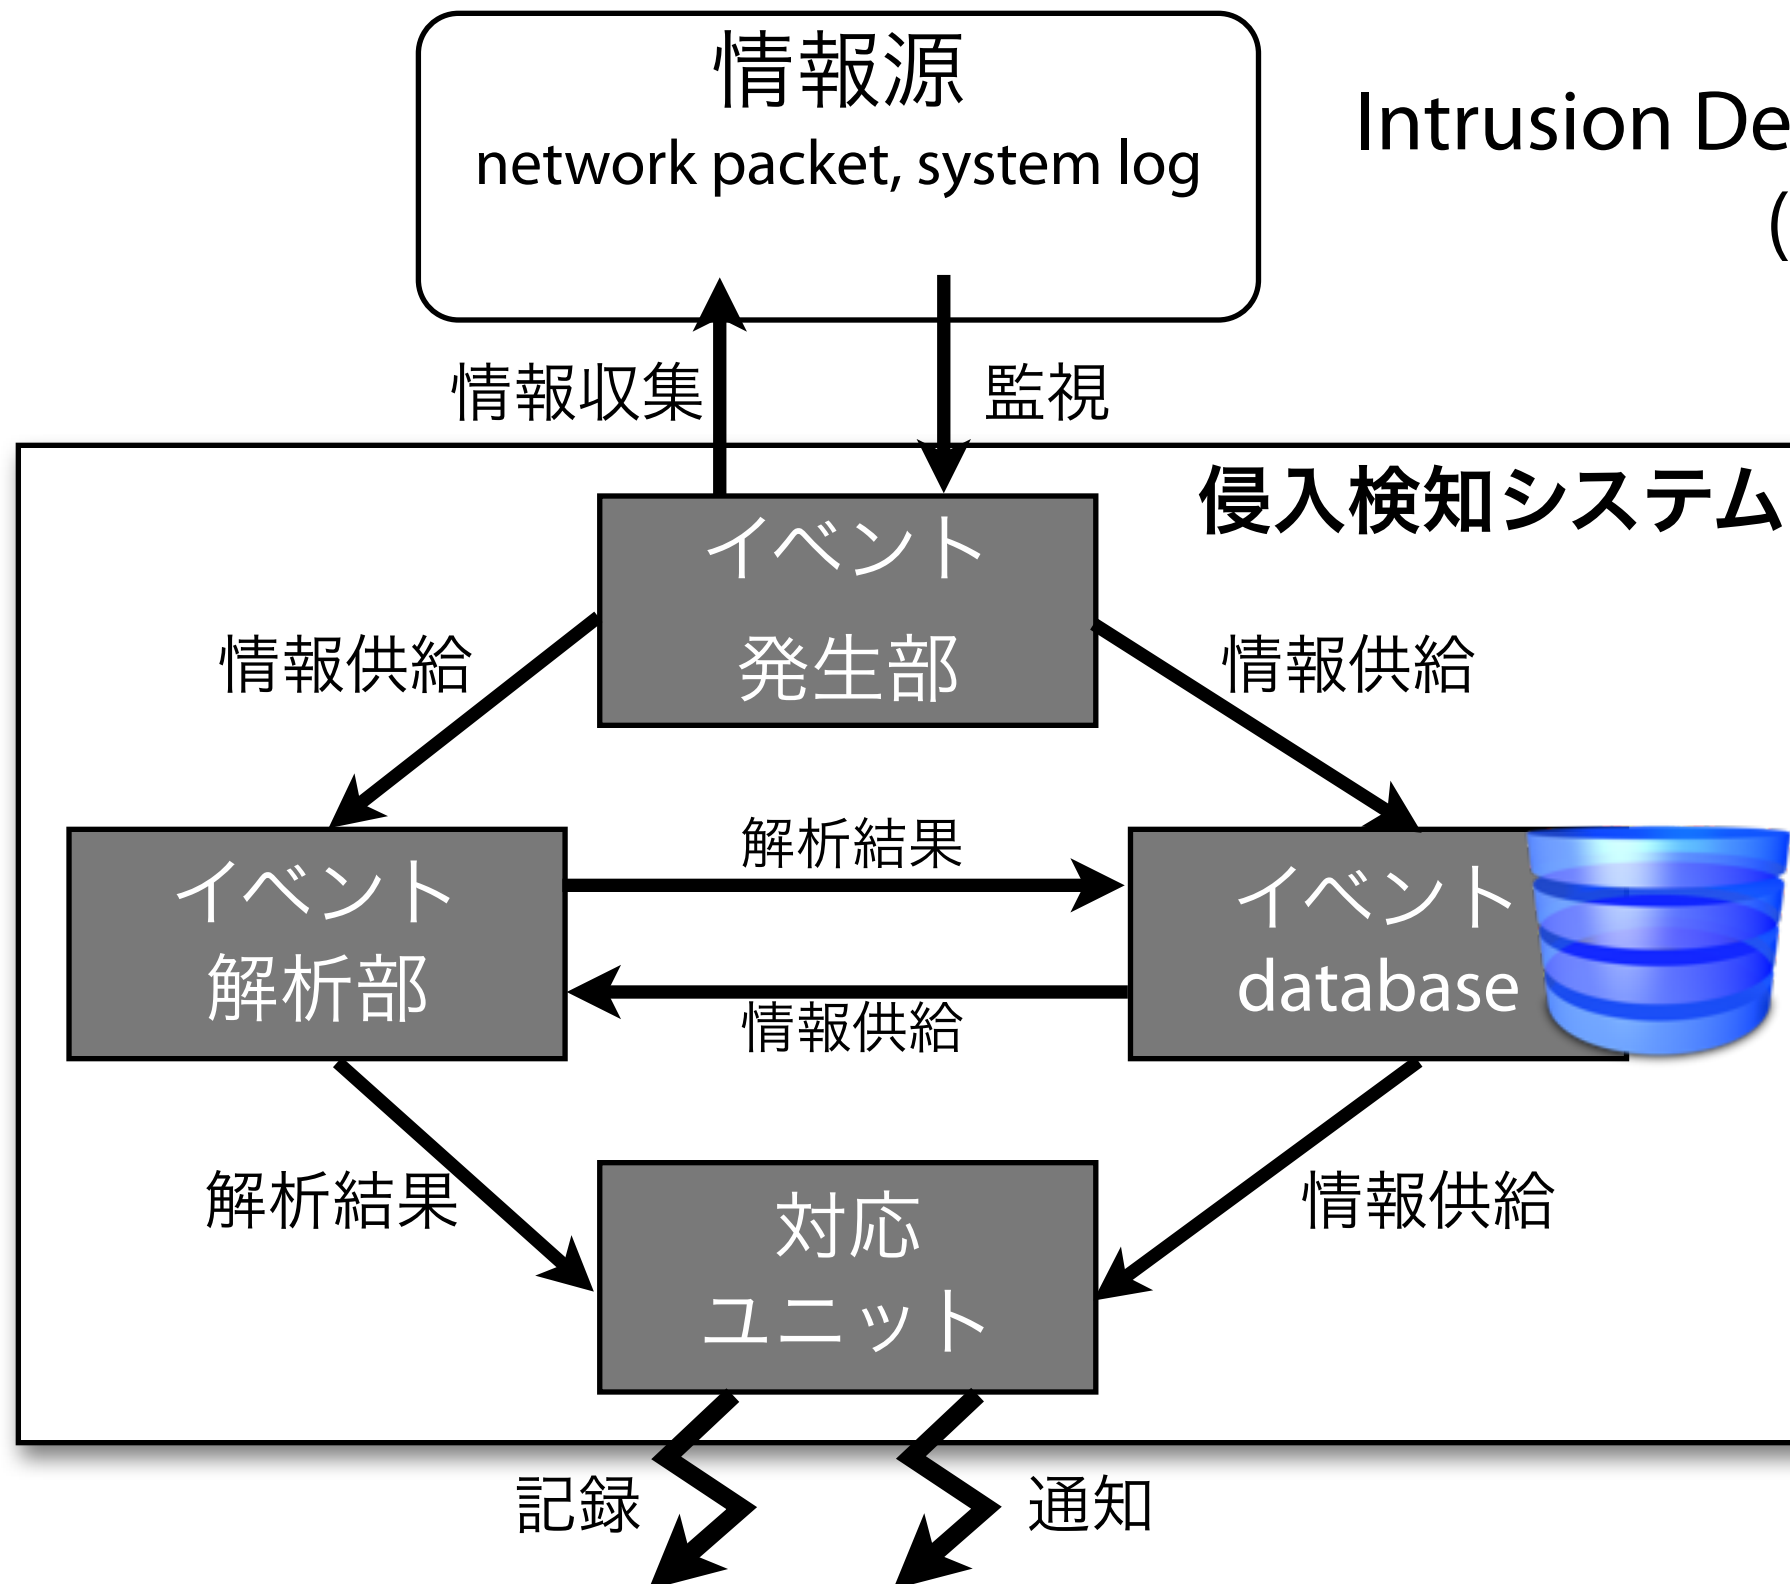 情報源
network packet, system log
Intrusion De
(
情報収集
監視
侵入検知システム
イベント
発生部
情報供給
情報供給
解析結果
イベント
解析部
イベント
database
情報供給
解析結果
情報供給
対応
ユニット
記録
通知